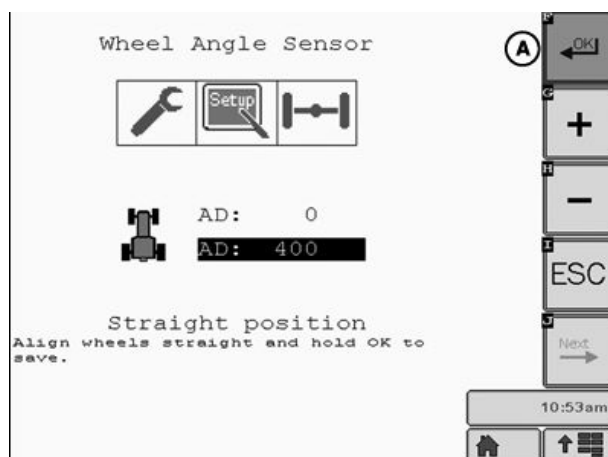 Wheel Angle Sensor
A
F
OK
Setup
G
+
H
−
AD: 0
AD: 400
I
ESC
Straight position
Align wheels straight and hold OK to
save.
J
Next
10:53am